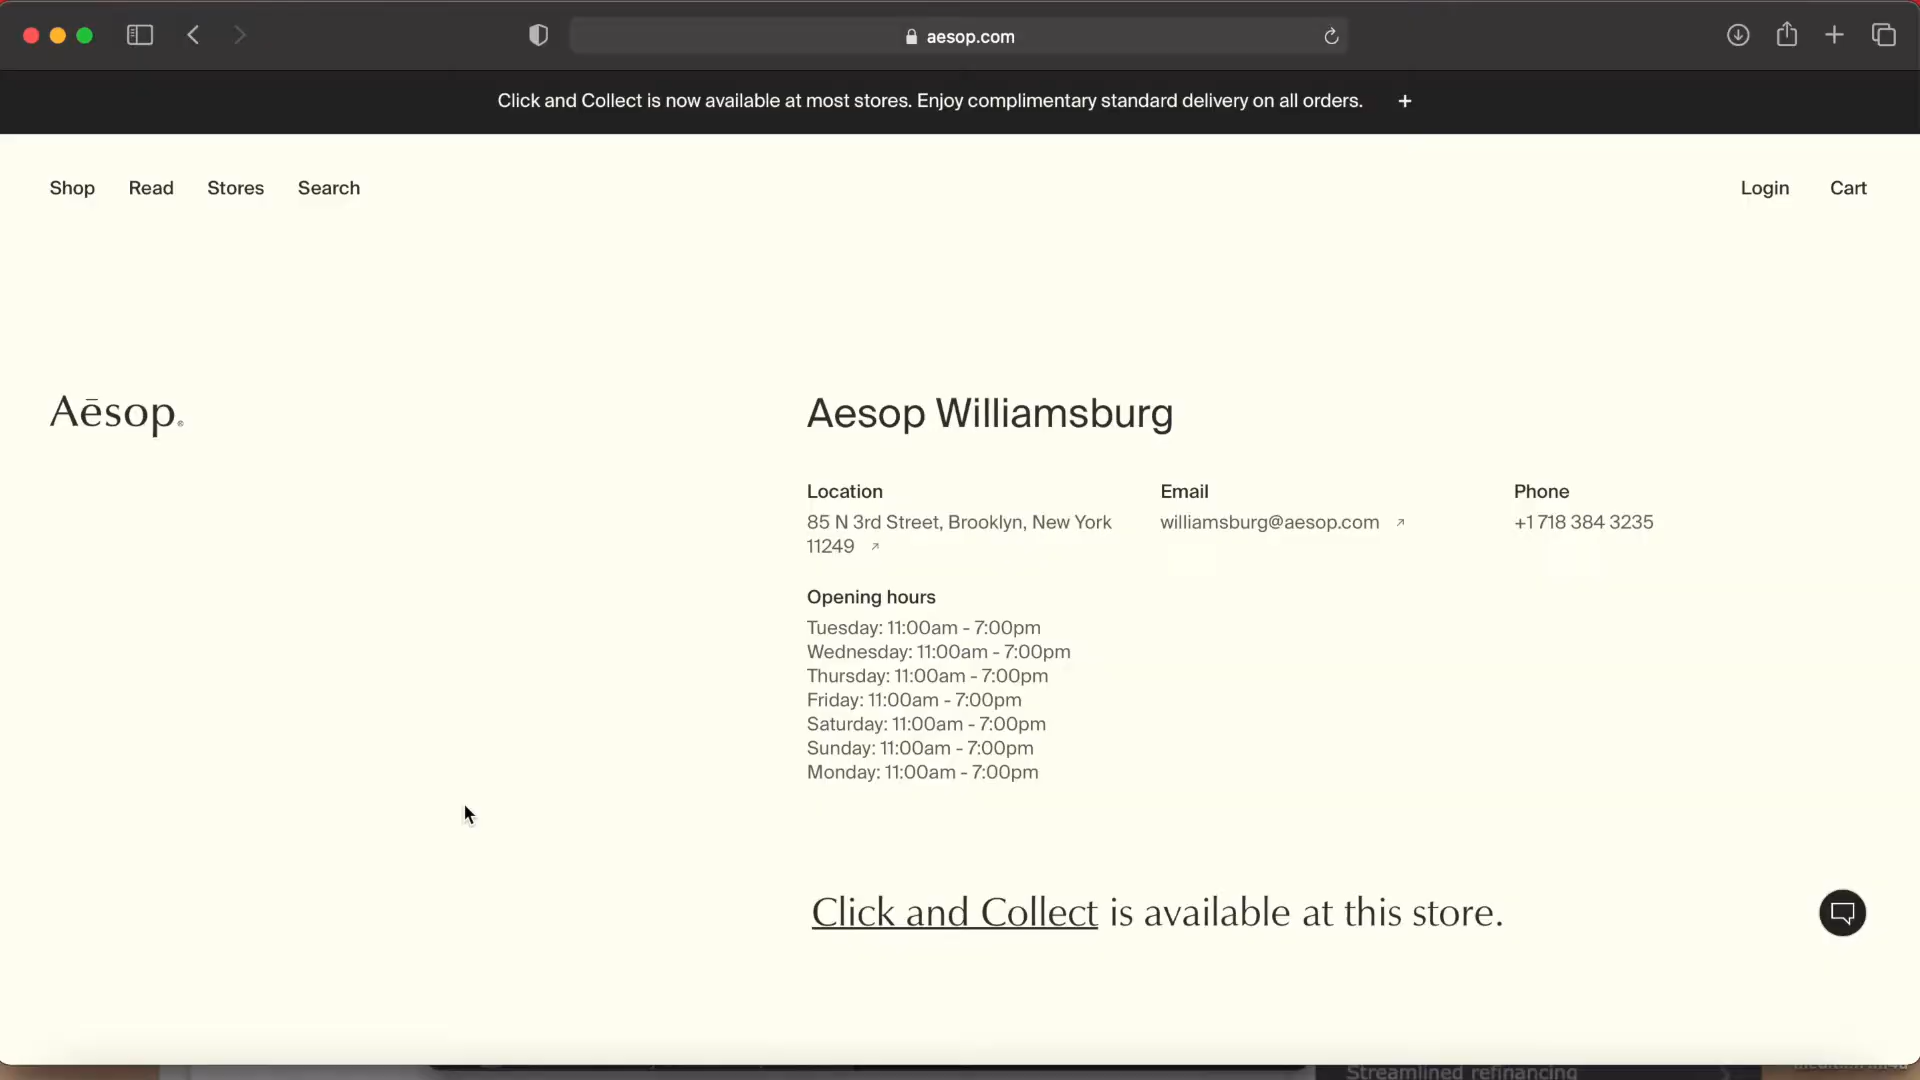 aesop.com
Click and Collect is now available at most stores. Enjoy complimentary standard delivery on all orders. +
Shop Read Stores Search Login Cart
Aēsop®
Aesop Williamsburg
Location Email Phone
85 N 3rd Street, Brooklyn, New York williamsburg@aesop.com ↗ +1 718 384 3235
11249 ↗
Opening hours
Tuesday: 11:00am - 7:00pm
Wednesday: 11:00am - 7:00pm
Thursday: 11:00am - 7:00pm
Friday: 11:00am - 7:00pm
Saturday: 11:00am - 7:00pm
Sunday: 11:00am - 7:00pm
Monday: 11:00am - 7:00pm
Click and Collect is available at this store.
Streamlined refinancing